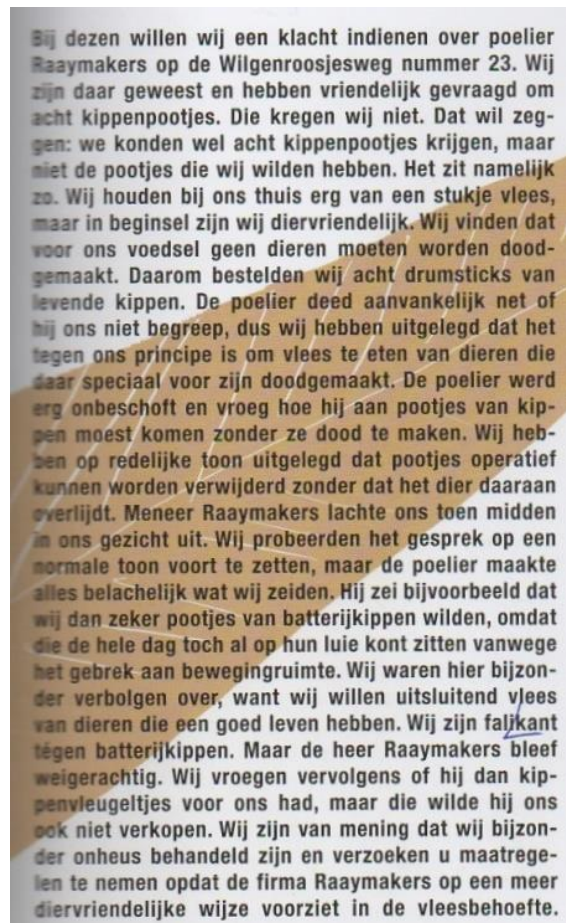 Bij dezen willen wij een klacht indienen over poelier
Raaymakers op de Wilgenroosjesweg nummer 23. Wij
zijn daar geweest en hebben vriendelijk gevraagd om
acht kippenpootjes. Die kregen wij niet. Dat wil zeg-
gen: we konden wel acht kippenpootjes krijgen, maar
niet de pootjes die wij wilden hebben. Het zit namelijk
zo. Wij houden bij ons thuis erg van een stukje vlees,
maar in beginsel zijn wij diervriendelijk. Wij vinden dat
voor ons voedsel geen dieren moeten worden dood-
gemaakt. Daarom bestelden wij acht drumsticks van
levende kippen. De poelier deed aanvankelijk net of
hij ons niet begreep, dus wij hebben uitgelegd dat het
tegen ons principe is om vlees te eten van dieren die
daar speciaal voor zijn doodgemaakt. De poelier werd
erg onbeschoft en vroeg hoe hij aan pootjes van kip-
pen moest komen zonder ze dood te maken. Wij heb-
ben op redelijke toon uitgelegd dat pootjes operatief
kunnen worden verwijderd zonder dat het dier daaraan
overlijdt. Meneer Raaymakers lachte ons toen midden
in ons gezicht uit. Wij probeerden het gesprek op een
normale toon voort te zetten, maar de poelier maakte
alles belachelijk wat wij zeiden. Hij zei bijvoorbeeld dat
wij dan zeker pootjes van batterijkippen wilden, omdat
die de hele dag toch al op hun luie kont zitten vanwege
het gebrek aan bewegingruimte. Wij waren hier bijzon-
der verbolgen over, want wij willen uitsluitend vlees
van dieren die een goed leven hebben. Wij zijn falikant
tégen batterijkippen. Maar de heer Raaymakers bleef
weigerachtig. Wij vroegen vervolgens of hij dan kip-
penvleugeltjes voor ons had, maar die wilde hij ons
ook niet verkopen. Wij zijn van mening dat wij bijzon-
der onheus behandeld zijn en verzoeken u maatrege-
len te nemen opdat de firma Raaymakers op een meer
diervriendelijke wijze voorziet in de vleesbehoefte.